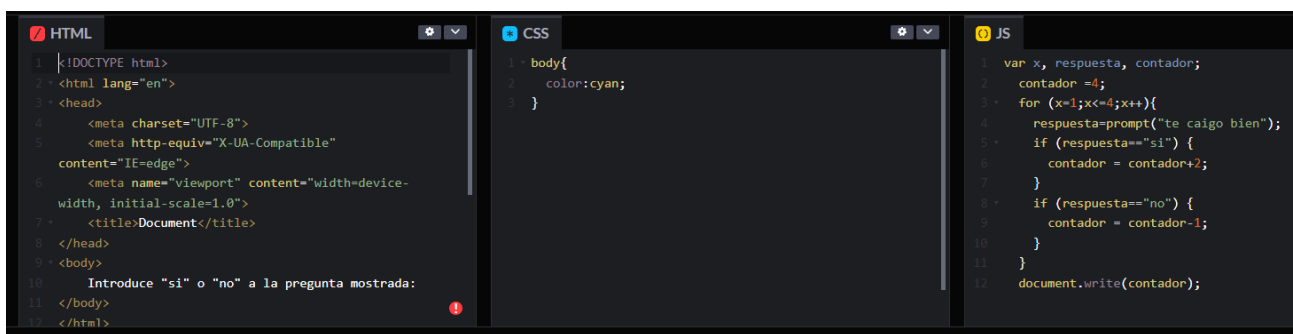 HTML
1 <!DOCTYPE html>
2 <html lang="en">
3 <head>
4 <meta charset="UTF-8">
5 <meta http-equiv="X-UA-Compatible"
content="IE=edge">
6 <meta name="viewport" content="width=device-
width, initial-scale=1.0">
7 <title>Document</title>
8 </head>
9 <body>
10 Introduce "si" o "no" a la pregunta mostrada:
11 </body>
12 </html>
CSS
1 body{
2 color:cyan;
3 }
JS
1 var x, respuesta, contador;
2 contador =4;
3 for (x=1;x<=4;x++){
4 respuesta=prompt("te caigo bien");
5 if (respuesta=="si") {
6 contador = contador+2;
7 }
8 if (respuesta=="no") {
9 contador = contador-1;
10 }
11 }
12 document.write(contador);